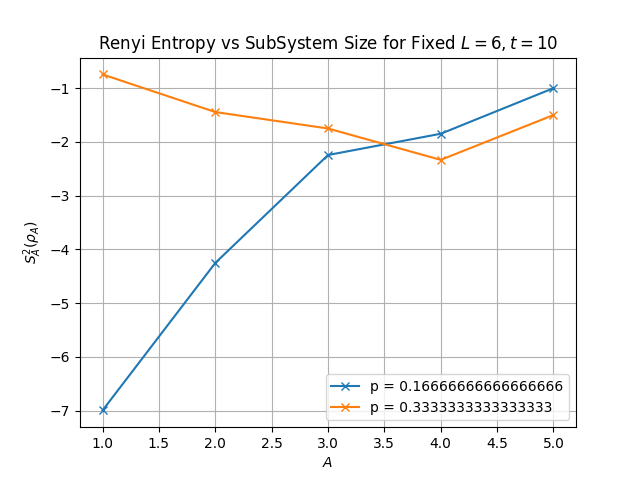 Renyi Entropy vs SubSystem Size for Fixed $L = 6, t = 10$
−1
−2
−3
−4
−5
−6
−7
$S_A^2(\rho_A)$
1.0 1.5 2.0 2.5 3.0 3.5 4.0 4.5 5.0
A
p = 0.16666666666666666
p = 0.3333333333333333